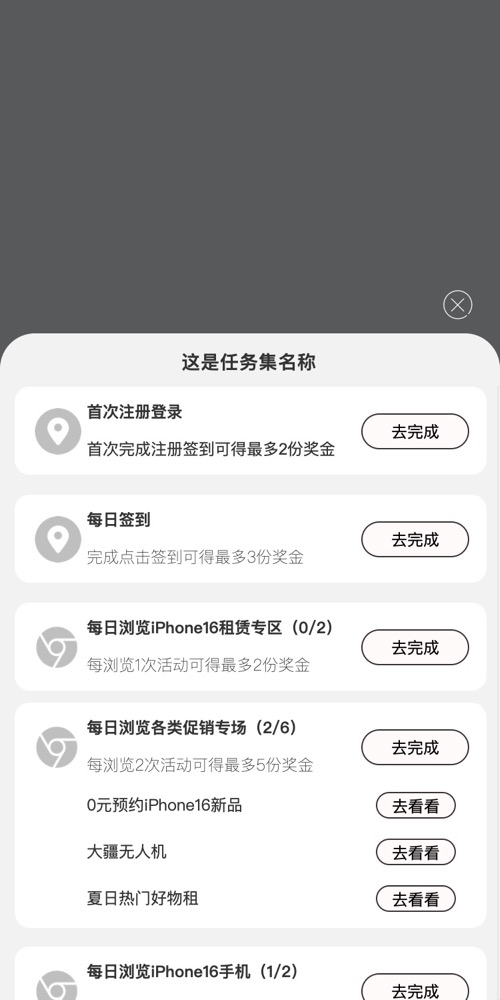 这是任务集名称
首次注册登录
首次完成注册签到可得最多2份奖金
去完成
每日签到
完成点击签到可得最多3份奖金
去完成
每日浏览iPhone16租赁专区（0/2）
每浏览1次活动可得最多2份奖金
去完成
每日浏览各类促销专场（2/6）
每浏览2次活动可得最多5份奖金
去完成
0元预约iPhone16新品
去看看
大疆无人机
去看看
夏日热门好物租
去看看
每日浏览iPhone16手机（1/2）
去完成